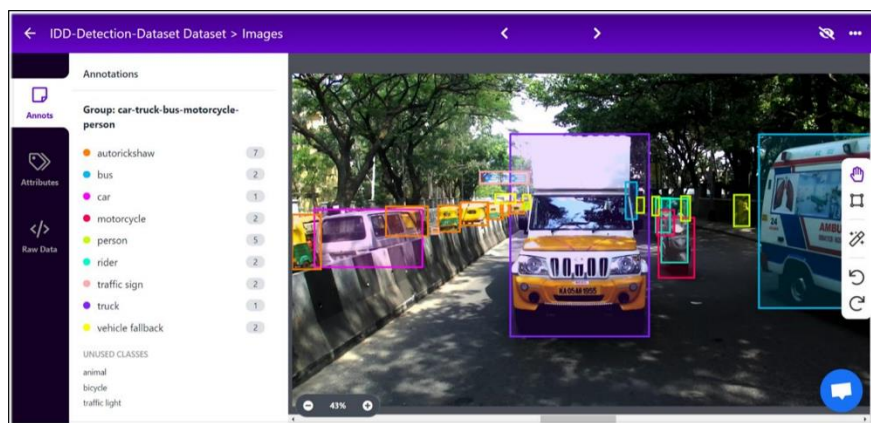 IDD-Detection-Dataset Dataset > Images
Annots
Attributes
Raw Data
Annotations
Group: car-truck-bus-motorcycle-
person
autorickshaw 7
bus 2
car 1
motorcycle 2
person 5
rider 2
traffic sign 2
truck 1
vehicle fallback 2
UNUSED CLASSES
animal
bicycle
traffic light
24
AMBU
43%